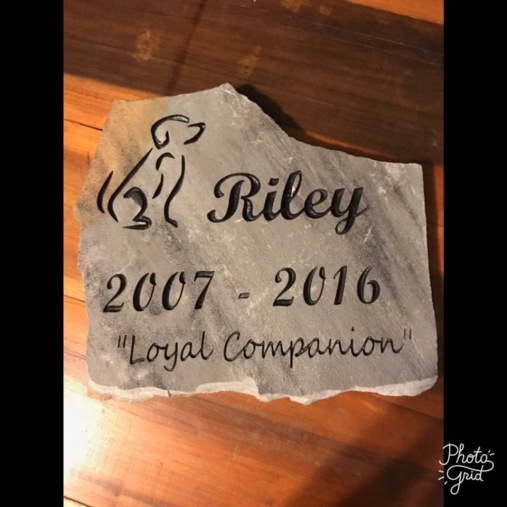 Riley
2007 - 2016
"Loyal Companion"
Photo
Grid